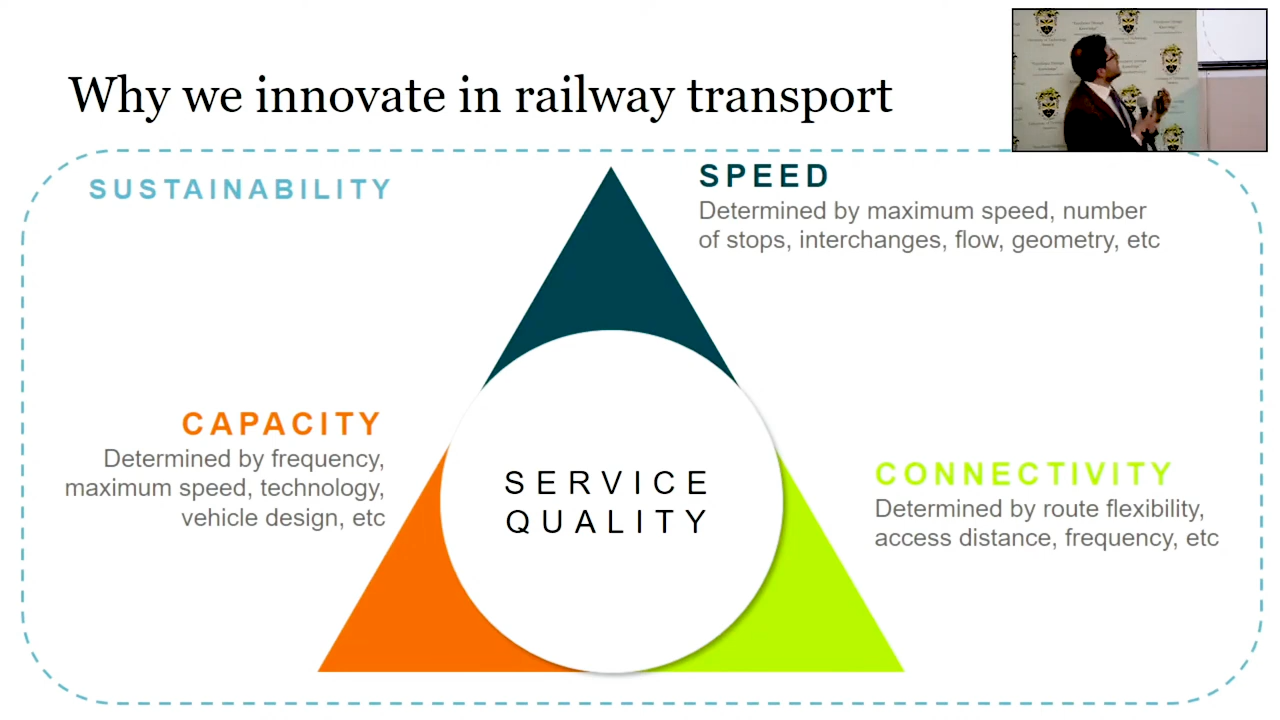 Why we innovate in railway transport
SUSTAINABILITY
SPEED
Determined by maximum speed, number
of stops, interchanges, flow, geometry, etc
CAPACITY
Determined by frequency,
maximum speed, technology,
vehicle design, etc
SERVICE
QUALITY
CONNECTIVITY
Determined by route flexibility,
access distance, frequency, etc